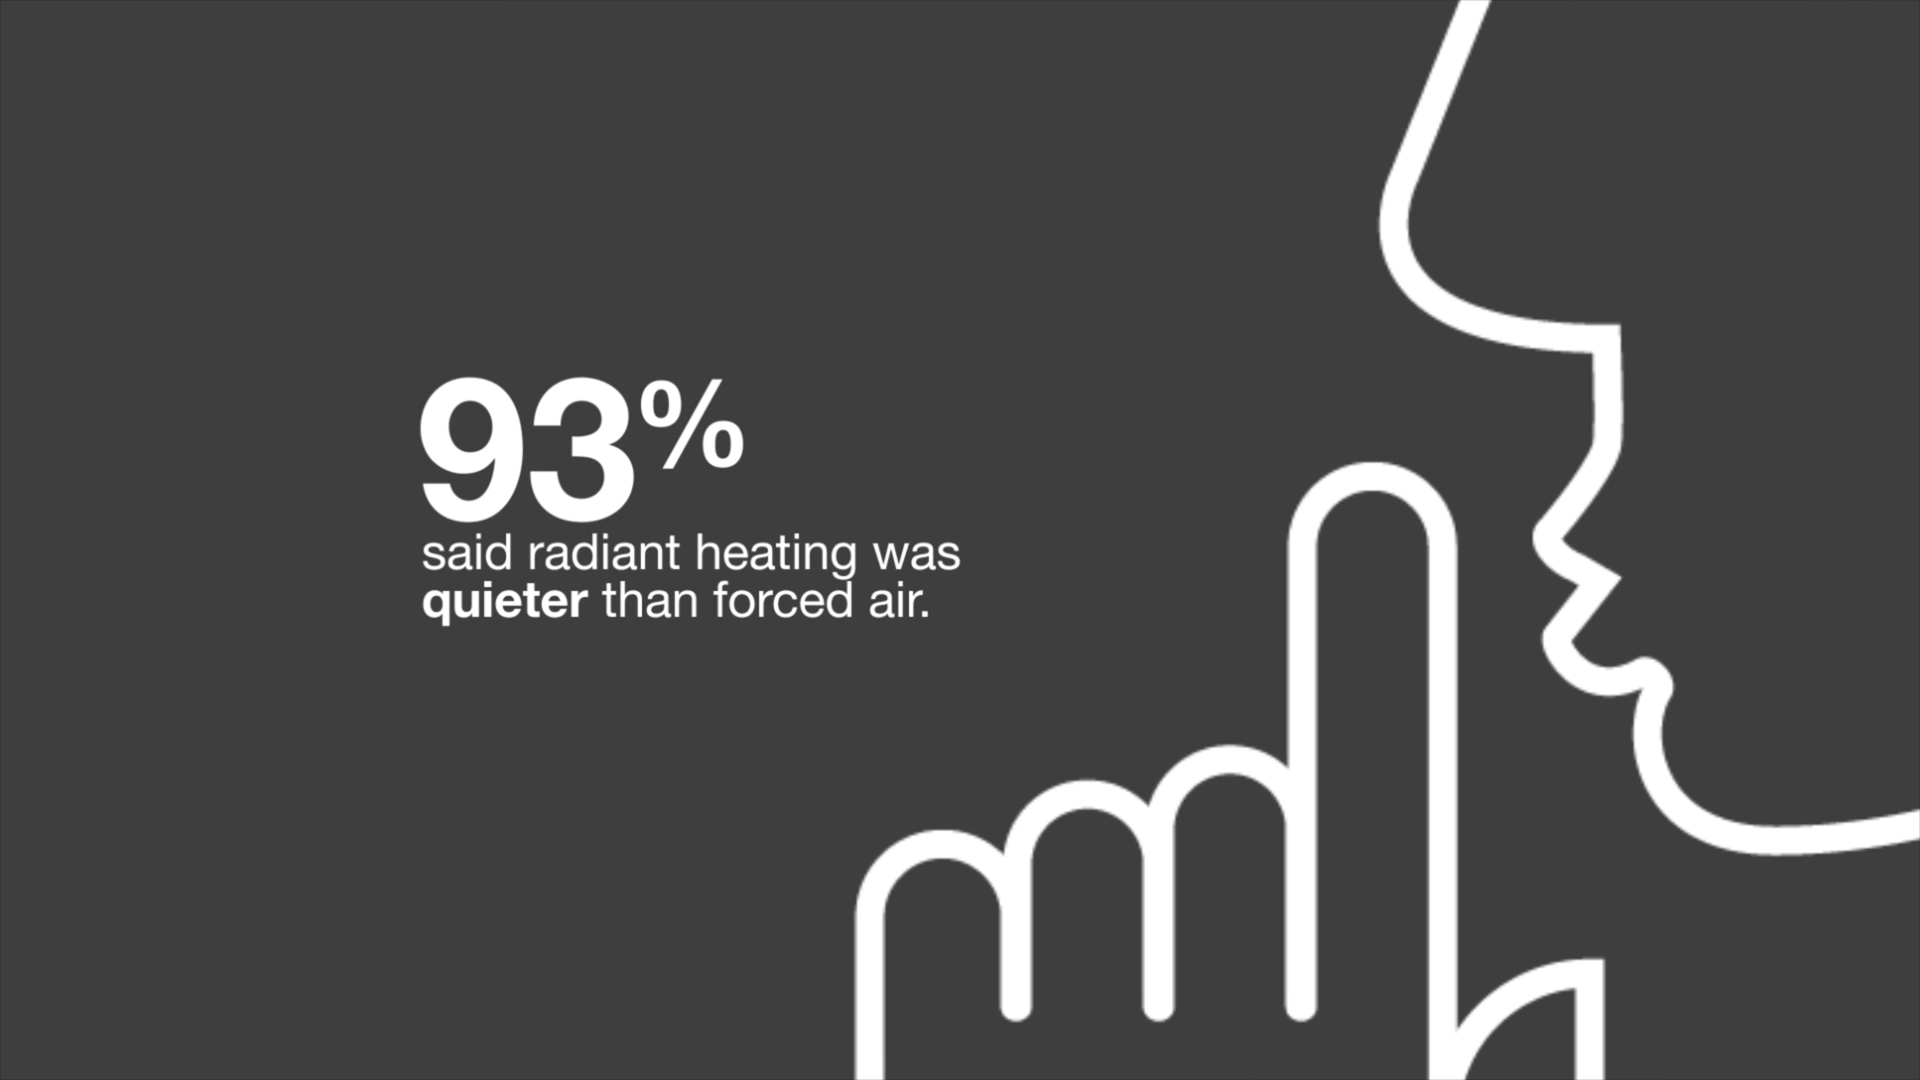 93%
said radiant heating was
quieter than forced air.